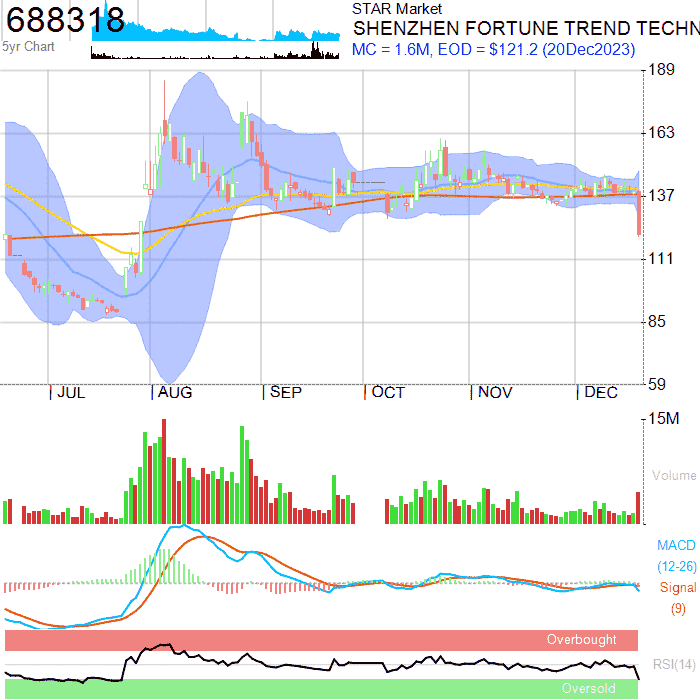 688318
5yr Chart
STAR Market
SHENZHEN FORTUNE TREND TECHN
MC = 1.6M, EOD = $121.2 (20Dec2023)
189
163
137
111
85
59
JUL
AUG
SEP
OCT
NOV
DEC
15M
Volume
MACD
(12-26)
Signal
(9)
Overbought
RSI(14)
Oversold